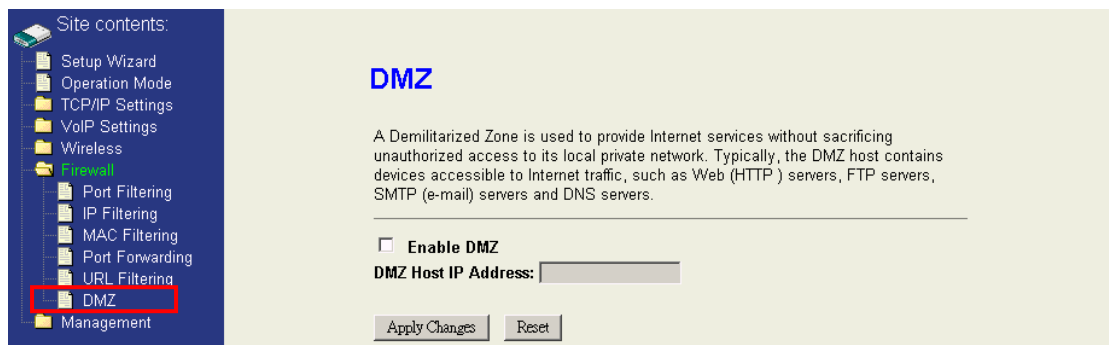 Site contents:
Setup Wizard
Operation Mode
TCP/IP Settings
VoIP Settings
Wireless
Firewall
Port Filtering
IP Filtering
MAC Filtering
Port Forwarding
URL Filtering
DMZ
Management
DMZ
A Demilitarized Zone is used to provide Internet services without sacrificing
unauthorized access to its local private network. Typically, the DMZ host contains
devices accessible to Internet traffic, such as Web (HTTP ) servers, FTP servers,
SMTP (e-mail) servers and DNS servers.
Enable DMZ
DMZ Host IP Address:
Apply Changes Reset